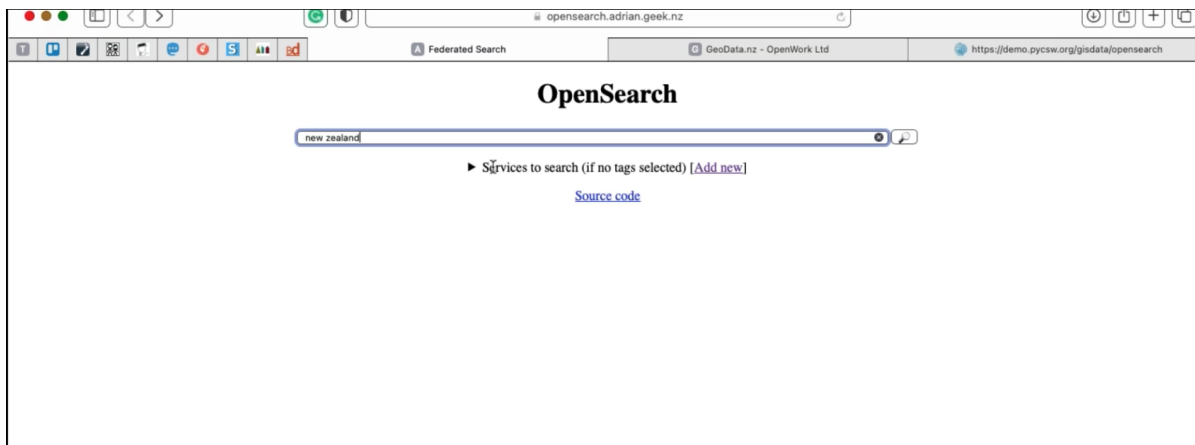 opensearch.adrian.geek.nz
T S Bd A Federated Search G GeoData.nz - OpenWork Ltd https://demo.pycsw.org/gisdata/opensearch
OpenSearch
new zealand
Services to search (if no tags selected) [Add new]
Source code